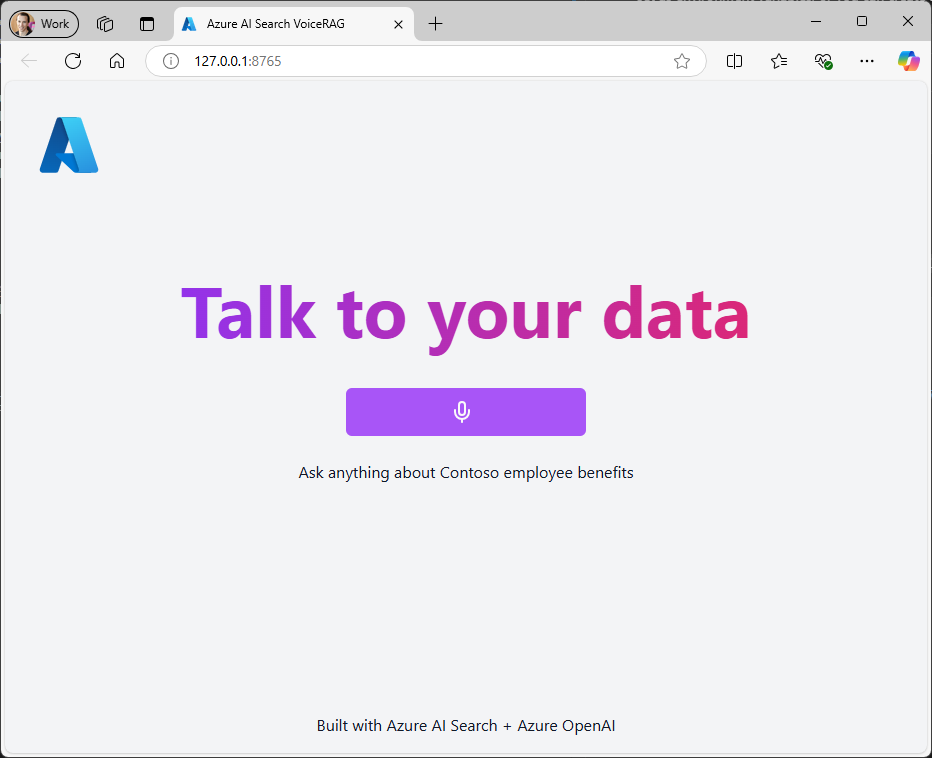 Work
Azure AI Search VoiceRAG
127.0.0.1:8765
Talk to your data
Ask anything about Contoso employee benefits
Built with Azure AI Search + Azure OpenAI